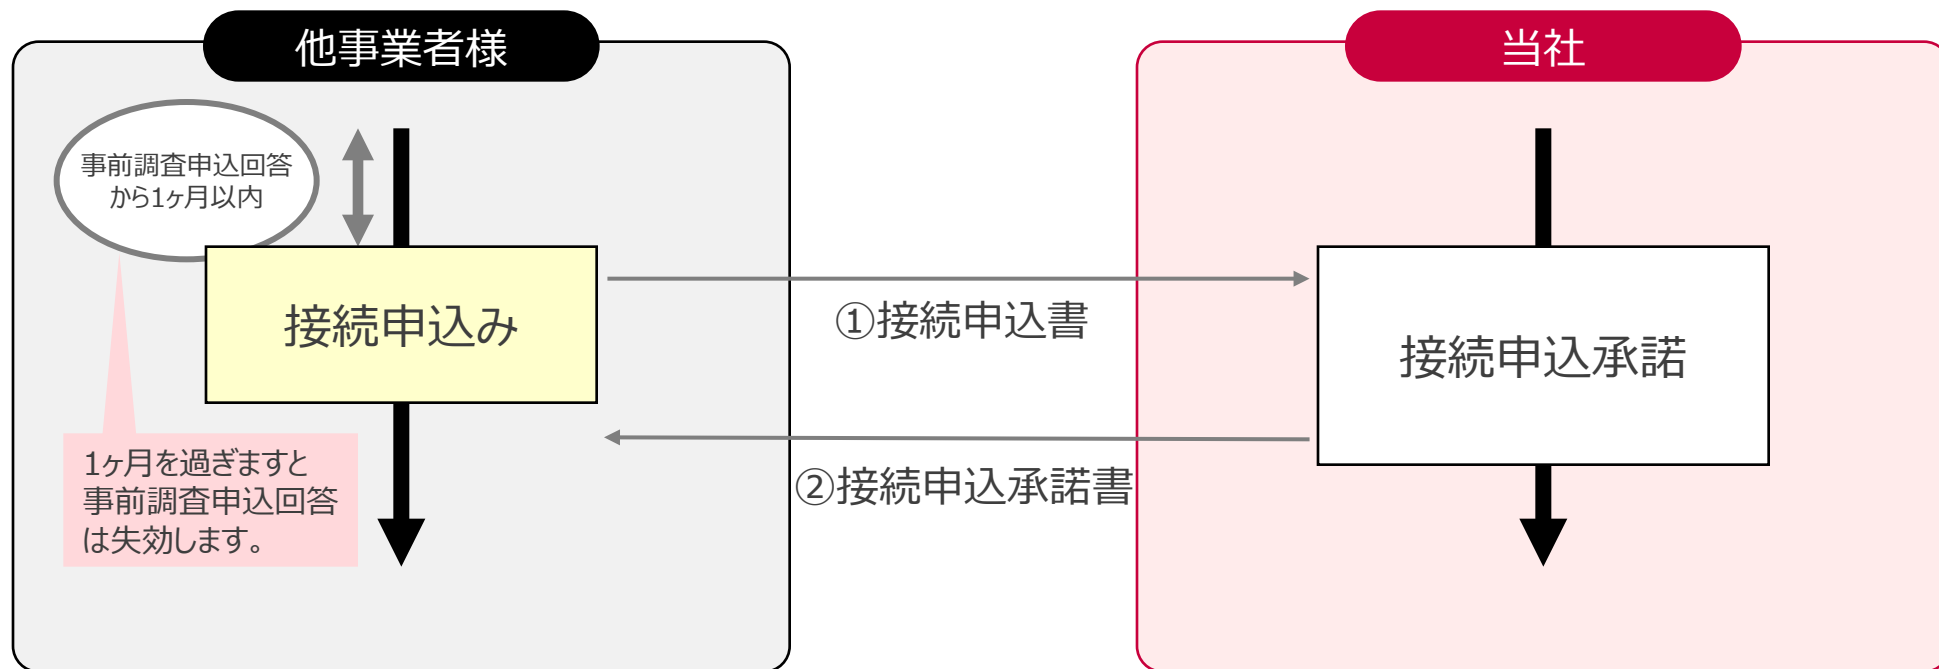 他事業者様
当社
事前調査申込回答
から1ヶ月以内
接続申込み
①接続申込書
接続申込承諾
1ヶ月を過ぎますと
事前調査申込回答
は失効します。
②接続申込承諾書